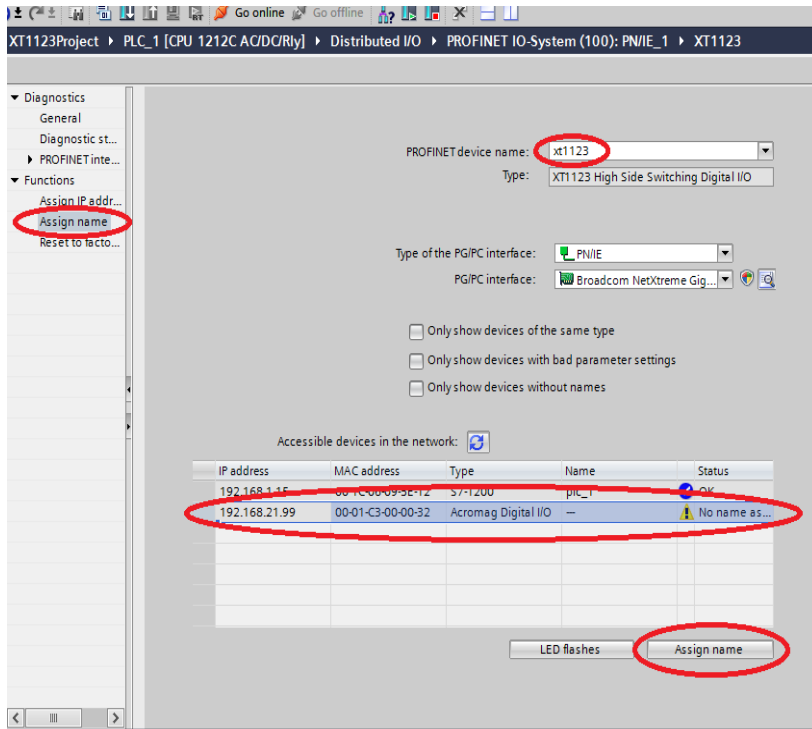 Go online Go offline
XT1123Project PLC_1 [CPU 1212C AC/DC/Rly] Distributed I/O PROFINET IO-System (100): PN/IE_1 XT1123
Diagnostics
General
Diagnostic st...
PROFINET inte...
Functions
Assign IP addr...
Assign name
Reset to facto...
PROFINET device name: xt1123
Type: XT1123 High Side Switching Digital I/O
Type of the PG/PC interface: PN/IE
PG/PC interface: Broadcom NetXtreme Gig...
Only show devices of the same type
Only show devices with bad parameter settings
Only show devices without names
Accessible devices in the network:
IP address MAC address Type Name Status
192.168.1.15 S7-1200 plc_1 OK
192.168.21.99 00-01-C3-00-00-32 Acromag Digital I/O — No name as...
LED flashes Assign name